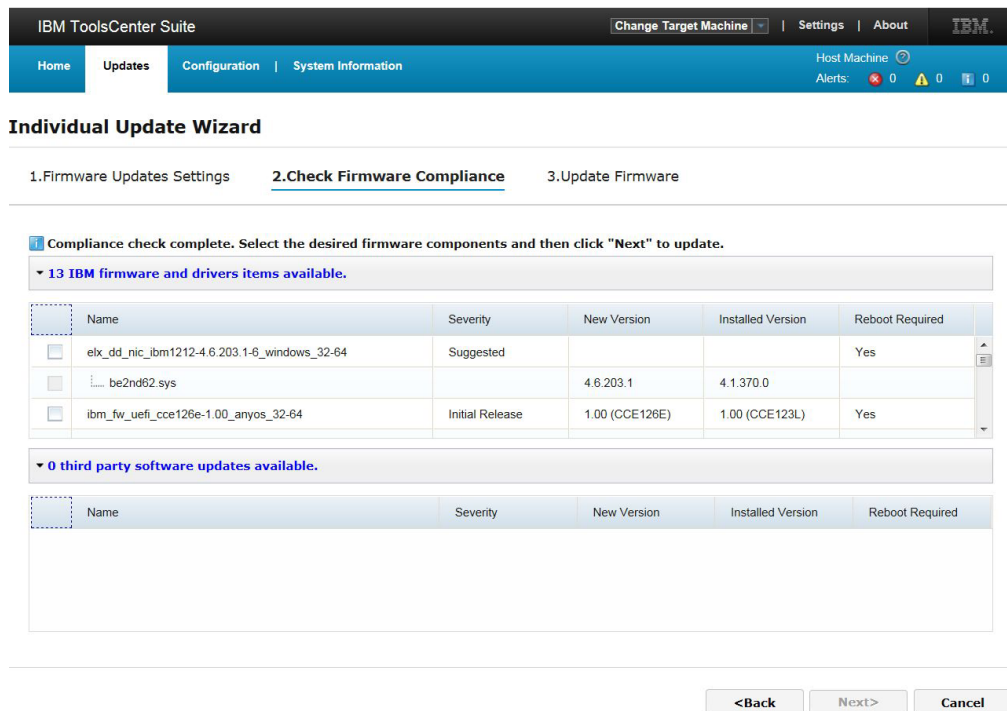 IBM ToolsCenter Suite
Change Target Machine | Settings | About IBM.
Home Updates Configuration | System Information
Host Machine ?
Alerts: 0 0 0
Individual Update Wizard
1.Firmware Updates Settings 2.Check Firmware Compliance 3.Update Firmware
Compliance check complete. Select the desired firmware components and then click "Next" to update.
13 IBM firmware and drivers items available.
Name Severity New Version Installed Version Reboot Required
elx_dd_nic_ibm1212-4.6.203.1-6_windows_32-64 Suggested Yes
be2nd62.sys 4.6.203.1 4.1.370.0
ibm_fw_uefi_cce126e-1.00_anyos_32-64 Initial Release 1.00 (CCE126E) 1.00 (CCE123L) Yes
0 third party software updates available.
Name Severity New Version Installed Version Reboot Required
<Back Next> Cancel